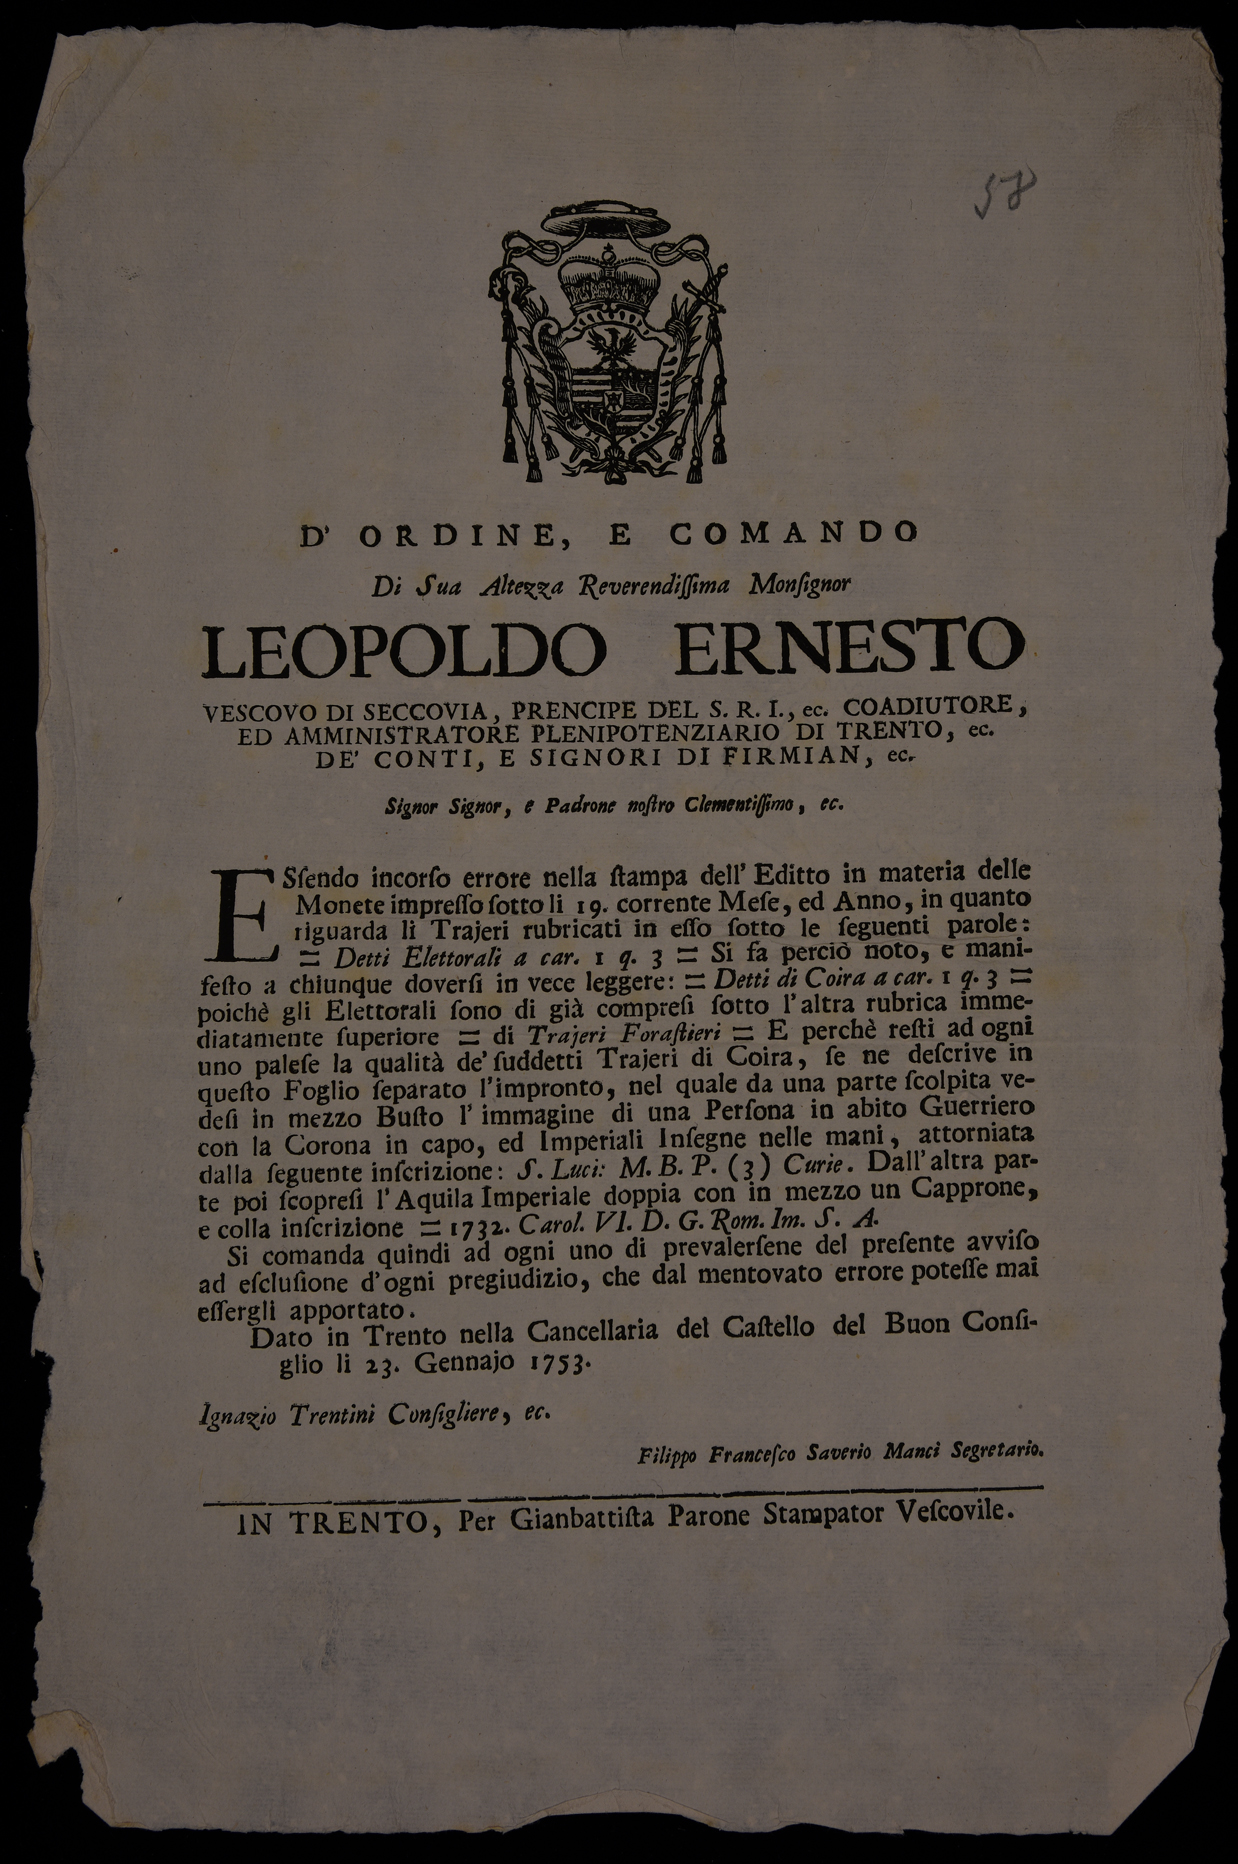 58
D' ORDINE, E COMANDO
Di Sua Altezza Reverendiſſima Monſignor
LEOPOLDO ERNESTO
VESCOVO DI SECCOVIA, PRENCIPE DEL S. R. I., ec. COADIUTORE,
ED AMMINISTRATORE PLENIPOTENZIARIO DI TRENTO, ec.
DE' CONTI, E SIGNORI DI FIRMIAN, ec.
Signor Signor, e Padrone noſtro Clementiſſimo, ec.
ESſendo incorſo errore nella ſtampa dell' Editto in materia delle
Monete impreſſo ſotto li 19. corrente Meſe, ed Anno, in quanto
riguarda li Trajeri rubricati in eſſo ſotto le ſeguenti parole:
= Detti Elettorali a car. 1 q. 3 = Si fa perciò noto, e mani-
feſto a chiunque doverſi in vece leggere: = Detti di Coira a car. 1 q. 3 =
poichè gli Elettorali ſono di già compreſi ſotto l'altra rubrica imme-
diatamente ſuperiore = di Trajeri Foraſtieri = E perchè reſti ad ogni
uno paleſe la qualità de' ſuddetti Trajeri di Coira, ſe ne deſcrive in
queſto Foglio ſeparato l'impronto, nel quale da una parte ſcolpita ve-
deſi in mezzo Buſto l' immagine di una Perſona in abito Guerriero
con la Corona in capo, ed Imperiali Inſegne nelle mani, attorniata
dalla ſeguente inſcrizione: S. Luci: M. B. P. (3) Curie. Dall'altra par-
te poi ſcopreſi l'Aquila Imperiale doppia con in mezzo un Capprone,
e colla inſcrizione = 1732. Carol. VI. D. G. Rom. Im. S. A.
Si comanda quindi ad ogni uno di prevalerſene del preſente avviſo
ad eſcluſione d'ogni pregiudizio, che dal mentovato errore poteſſe mai
eſſergli apportato.
Dato in Trento nella Cancellaria del Caſtello del Buon Conſi-
glio li 23. Gennajo 1753.
Ignazio Trentini Conſigliere, ec.
Filippo Franceſco Saverio Manci Segretario.
IN TRENTO, Per Gianbattiſta Parone Stampator Veſcovile.